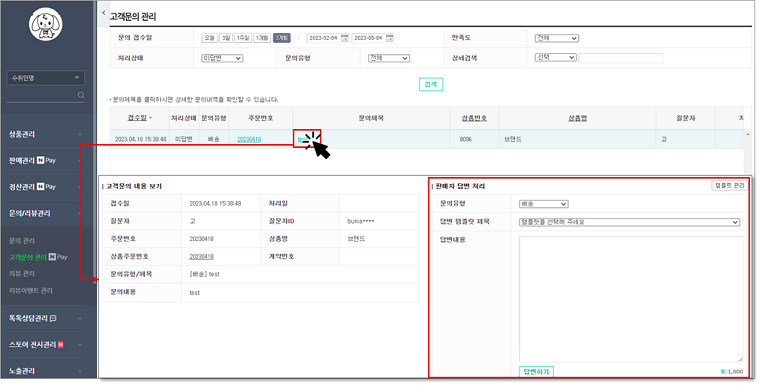 수취인명
상품관리
판매관리 N Pay
정산관리 N Pay
문의/리뷰관리
문의 관리
고객문의 관리 N Pay
리뷰 관리
리뷰이벤트 관리
톡톡상담관리
스토어 전시관리 N
노출관리
고객문의 관리
문의 접수일 오늘 3일 1주일 1개월 3개월 2023-02-04 2023-05-04 만족도 전체
처리상태 미답변 문의유형 전체 상세검색 선택
검색
- 문의제목을 클릭하시면 상세한 문의내역을 확인할 수 있습니다.
접수일 처리상태 문의유형 주문번호 문의제목 상품번호 상품명 질문자 처
2023.04.18 15:38:48 미답변 배송 20230418 test 8096 브랜드 고
고객문의 내용 보기
접수일 2023.04.18 15:38:48 처리일
질문자 고 질문자ID buma****
주문번호 20230418 상품명 브랜드
상품주문번호 20230418 계약번호
문의유형/제목 [배송] test
문의내용 test
판매자 답변 처리
템플릿 관리
문의유형 배송
답변 템플릿 제목 템플릿을 선택해 주세요
답변내용
답변하기 0/1,000